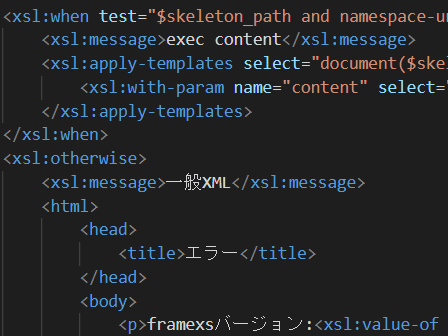 <xsl:when test="$skeleton_path and namespace-u
<xsl:message>exec content</xsl:message>
<xsl:apply-templates select="document($ske
<xsl:with-param name="content" select="
</xsl:apply-templates>
</xsl:when>
<xsl:otherwise>
<xsl:message>一般XML</xsl:message>
<html>
<head>
<title>エラー</title>
</head>
<body>
<p>framexsバージョン:<xsl:value-of